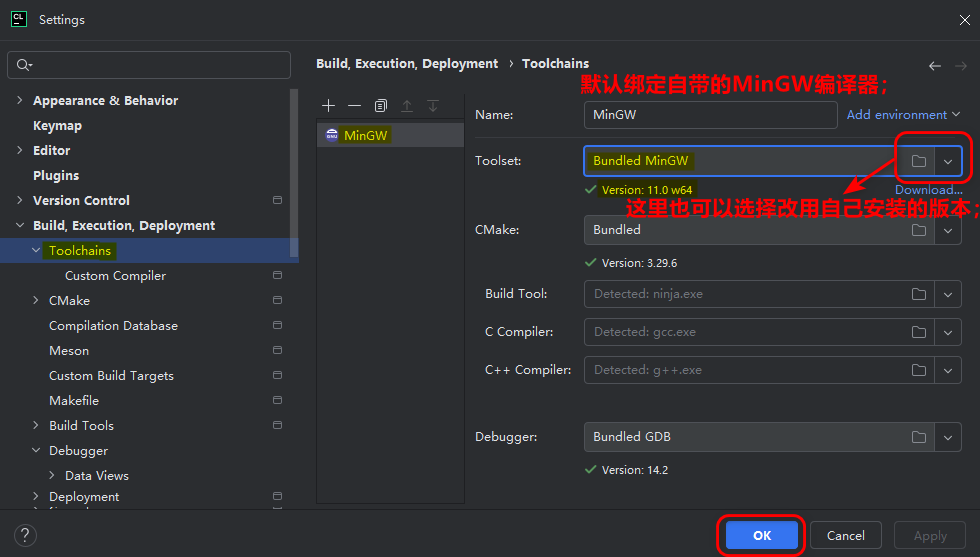 CL
Settings
Build, Execution, Deployment › Toolchains
默认绑定自带的MinGW编译器；
Appearance & Behavior
Keymap
Editor
Plugins
Version Control
Build, Execution, Deployment
Toolchains
Custom Compiler
CMake
Compilation Database
Meson
Custom Build Targets
Makefile
Build Tools
Debugger
Data Views
Deployment
GNU MinGW
Name: MinGW Add environment
Toolset: Bundled MinGW
Version: 11.0 w64 Download...
这里也可以选择改用自己安装的版本；
CMake: Bundled
Version: 3.29.6
Build Tool: Detected: ninja.exe
C Compiler: Detected: gcc.exe
C++ Compiler: Detected: g++.exe
Debugger: Bundled GDB
Version: 14.2
?
OK Cancel Apply